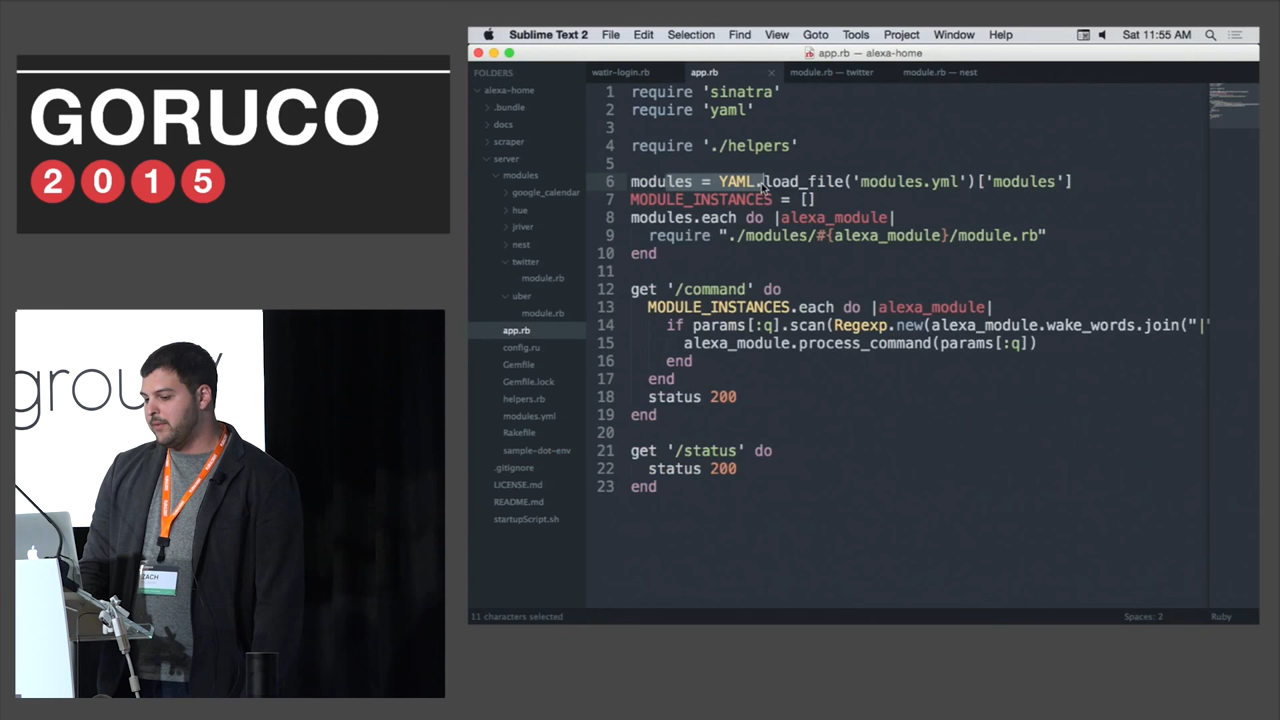 GORUCO
2015
grou
ZACH
Sublime Text 2 File Edit Selection Find View Goto Tools Project Window Help Sat 11:55 AM
app.rb — alexa-home
FOLDERS
alexa-home
.bundle
docs
scraper
server
modules
google_calendar
hue
jriver
nest
twitter
module.rb
uber
module.rb
app.rb
config.ru
Gemfile
Gemfile.lock
helpers.rb
modules.yml
Rakefile
sample-dot-env
.gitignore
LICENSE.md
README.md
startupScript.sh
watir-login.rb app.rb module.rb — twitter module.rb — nest
1 require 'sinatra'
2 require 'yaml'
3
4 require './helpers'
5
6 modules = YAML.load_file('modules.yml')['modules']
7 MODULE_INSTANCES = []
8 modules.each do |alexa_module|
9 require "./modules/#{alexa_module}/module.rb"
10 end
11
12 get '/command' do
13 MODULE_INSTANCES.each do |alexa_module|
14 if params[:q].scan(Regexp.new(alexa_module.wake_words.join("|"
15 alexa_module.process_command(params[:q])
16 end
17 end
18 status 200
19 end
20
21 get '/status' do
22 status 200
23 end
11 characters selected Spaces: 2 Ruby